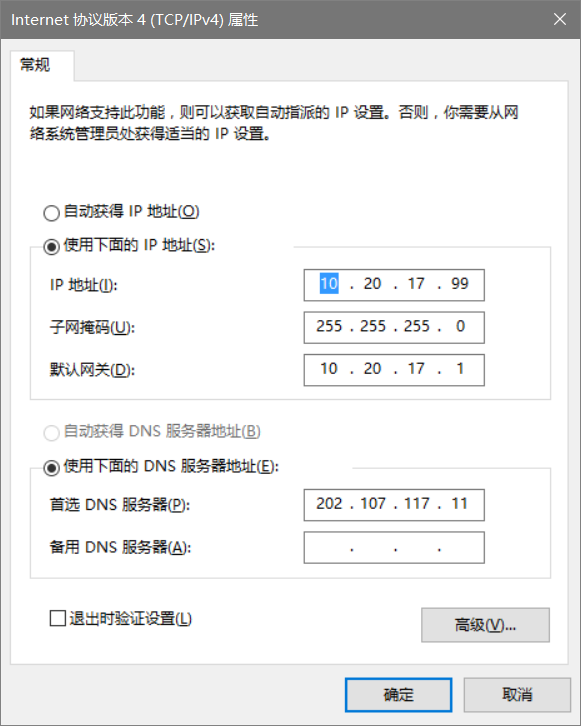 Internet 协议版本 4 (TCP/IPv4) 属性
常规
如果网络支持此功能，则可以获取自动指派的 IP 设置。否则，你需要从网
络系统管理员处获得适当的 IP 设置。
自动获得 IP 地址(O)
使用下面的 IP 地址(S):
IP 地址(I): 10 . 20 . 17 . 99
子网掩码(U): 255 . 255 . 255 . 0
默认网关(D): 10 . 20 . 17 . 1
自动获得 DNS 服务器地址(B)
使用下面的 DNS 服务器地址(E):
首选 DNS 服务器(P): 202 . 107 . 117 . 11
备用 DNS 服务器(A): . . .
退出时验证设置(L)
高级(V)...
确定 取消